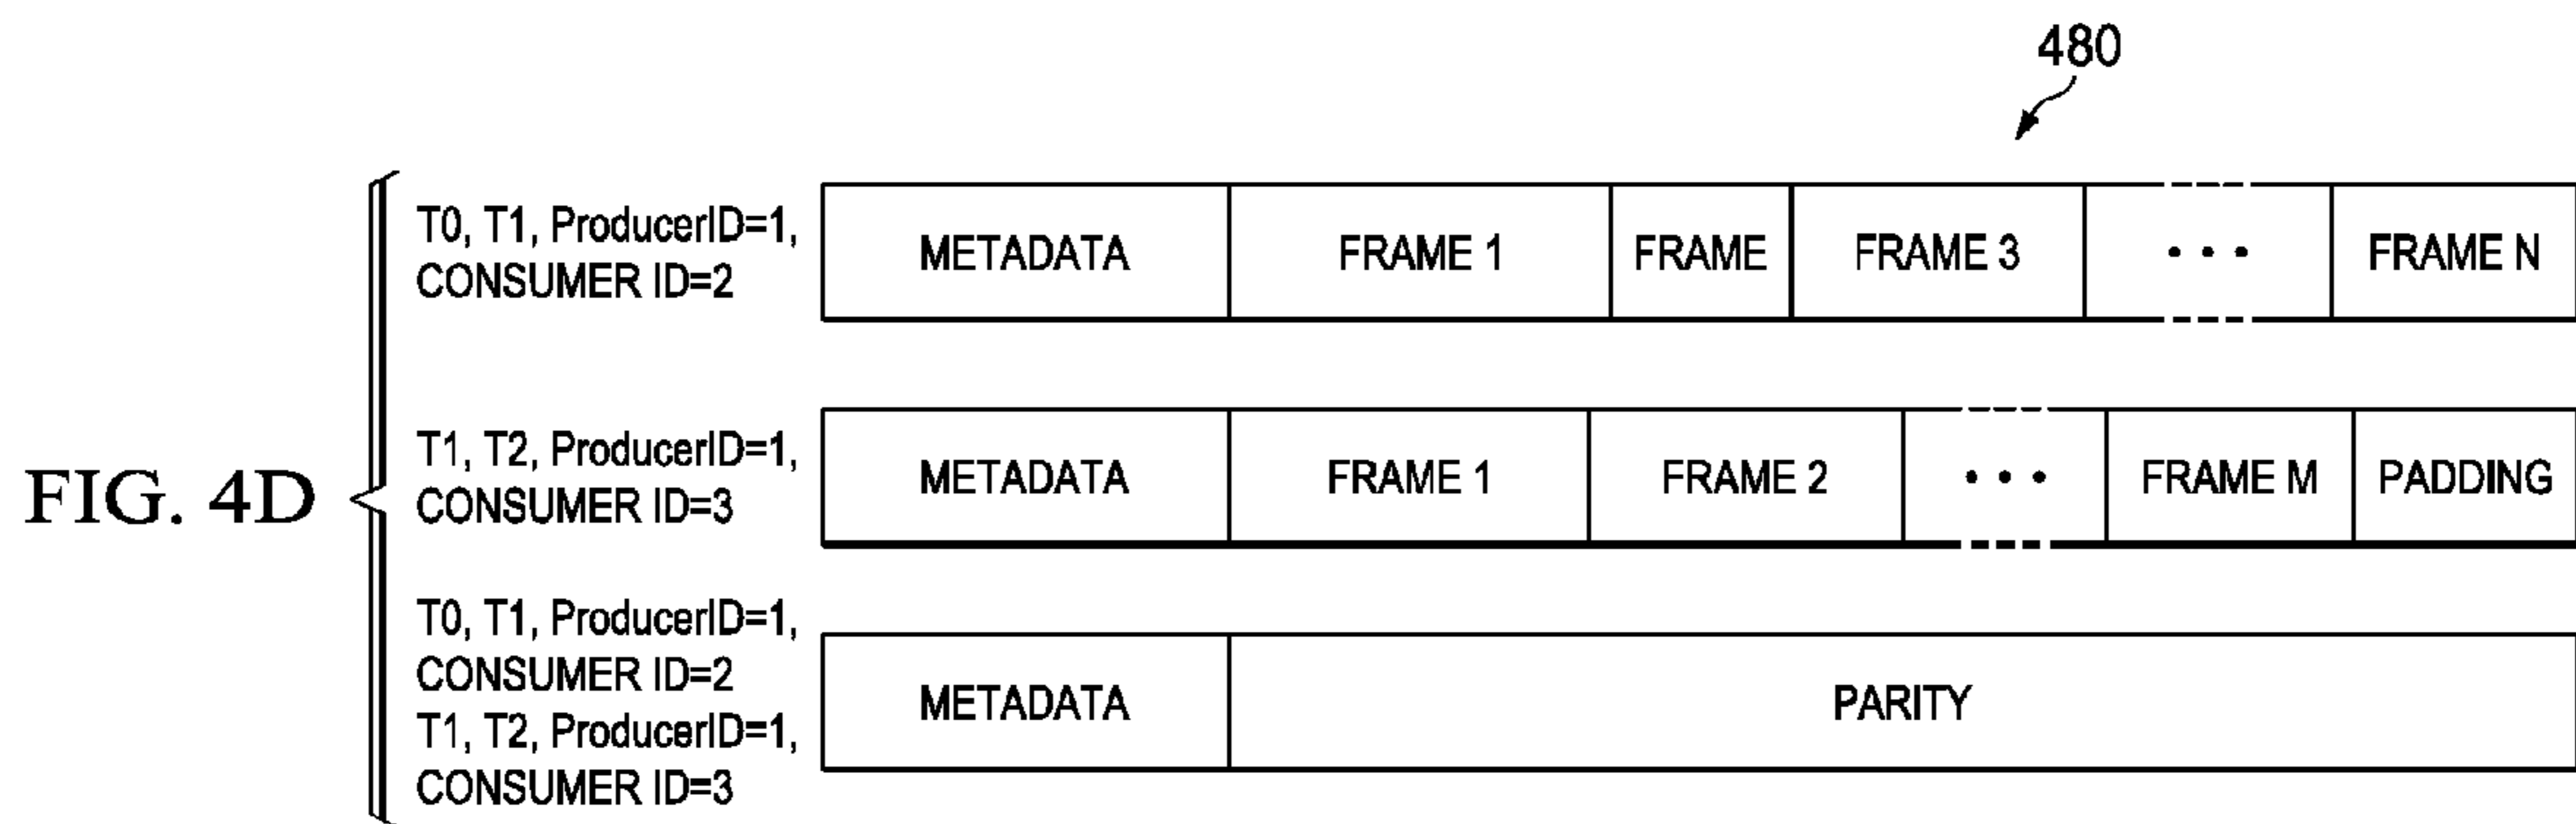 480
T0, T1, ProducerID=1,
CONSUMER ID=2
METADATA FRAME 1 FRAME FRAME 3 • • • FRAME N
FIG. 4D
T1, T2, ProducerID=1,
CONSUMER ID=3
METADATA FRAME 1 FRAME 2 • • • FRAME M PADDING
T0, T1, ProducerID=1,
CONSUMER ID=2
T1, T2, ProducerID=1,
CONSUMER ID=3
METADATA PARITY